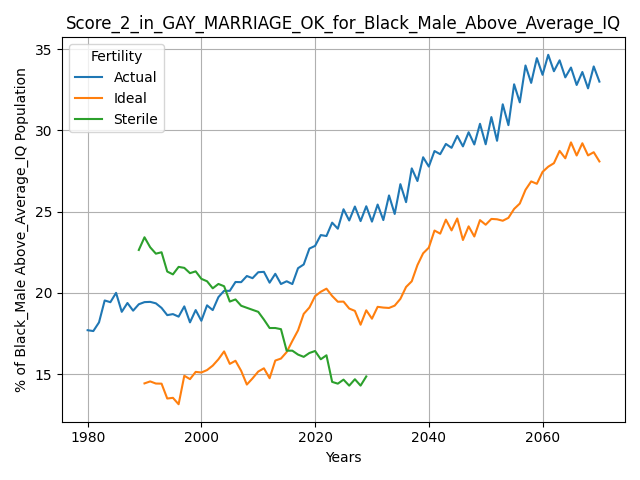 Score_2_in_GAY_MARRIAGE_OK_for_Black_Male_Above_Average_IQ
Fertility
Actual
Ideal
Sterile
% of Black_Male Above_Average_IQ Population
35
30
25
20
15
1980
2000
2020
2040
2060
Years